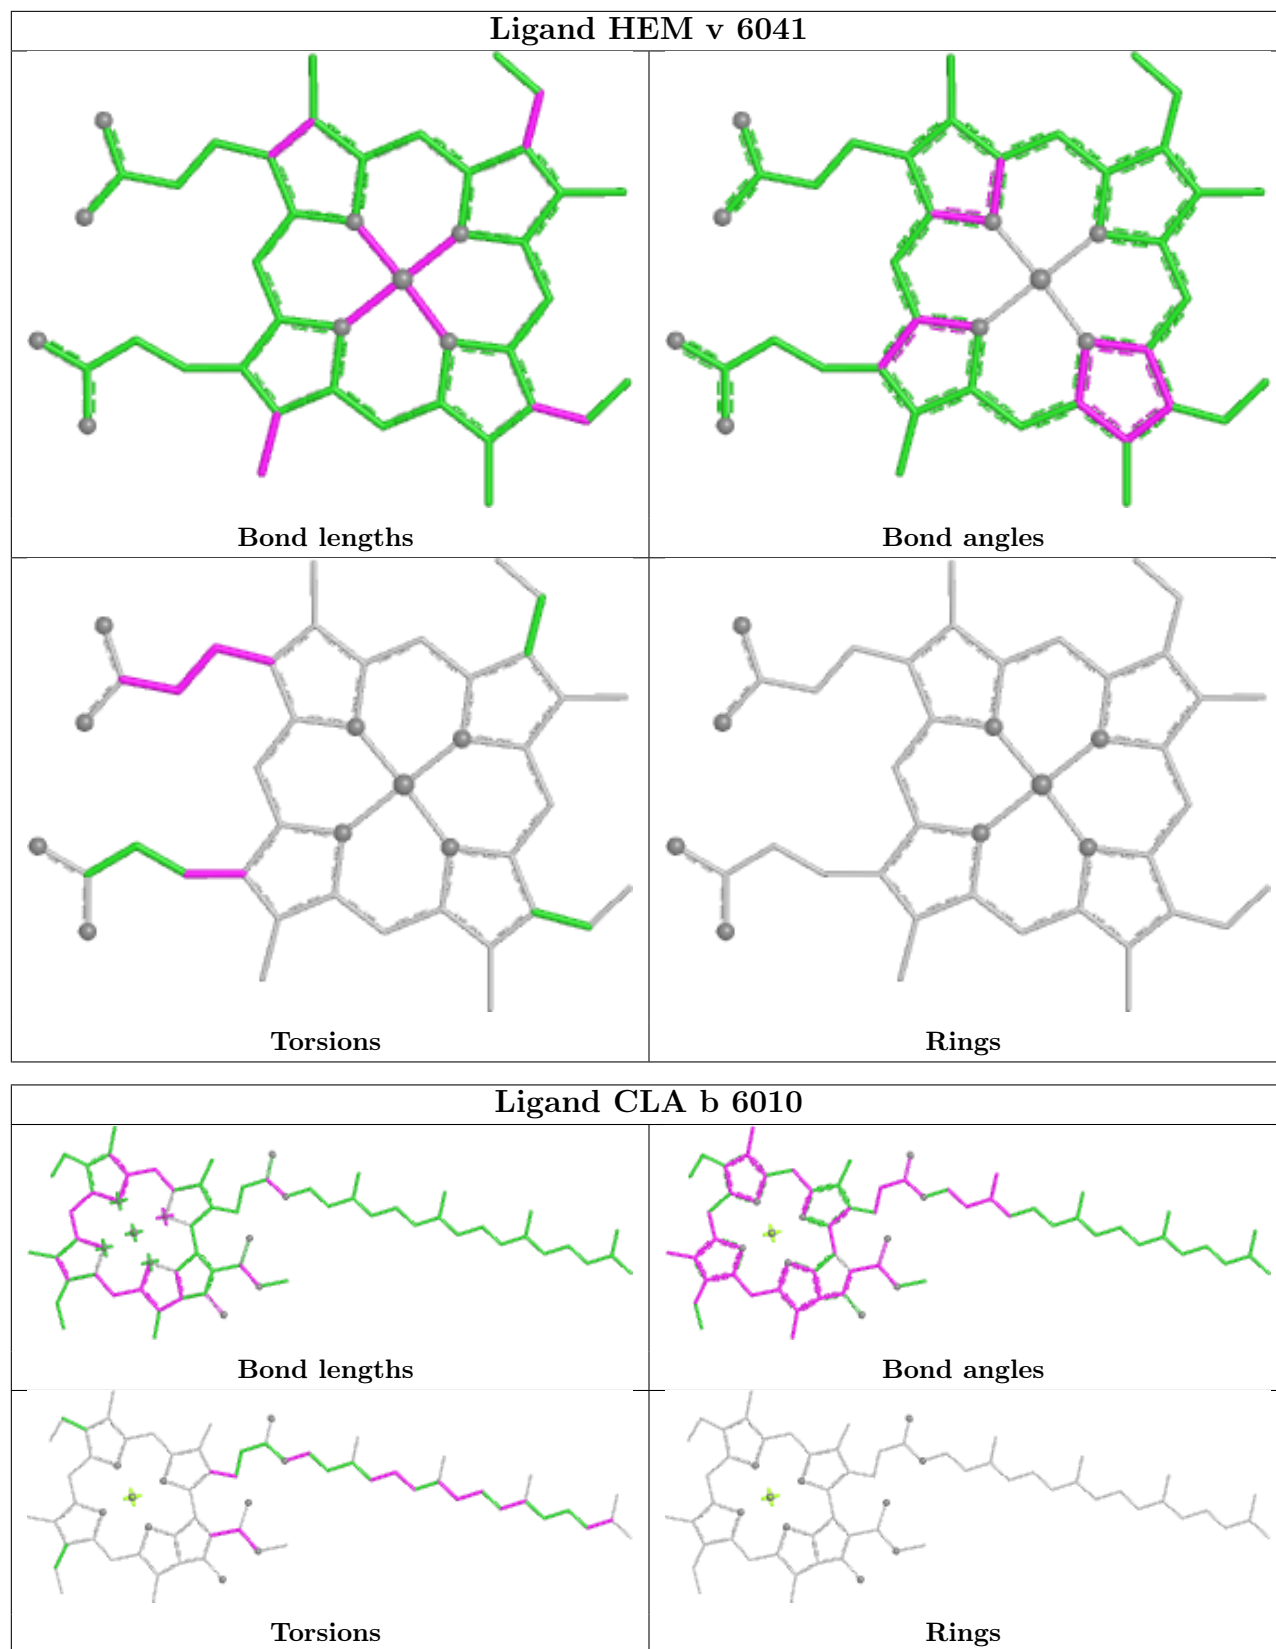 Ligand HEM v 6041
Bond lengths
Bond angles
Torsions
Rings
Ligand CLA b 6010
Bond lengths
Bond angles
Torsions
Rings